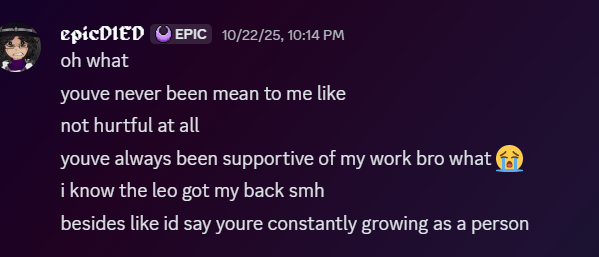 epicD1ED EPIC 10/22/25, 10:14 PM
oh what
youve never been mean to me like
not hurtful at all
youve always been supportive of my work bro what 😭
i know the leo got my back smh
besides like id say youre constantly growing as a person